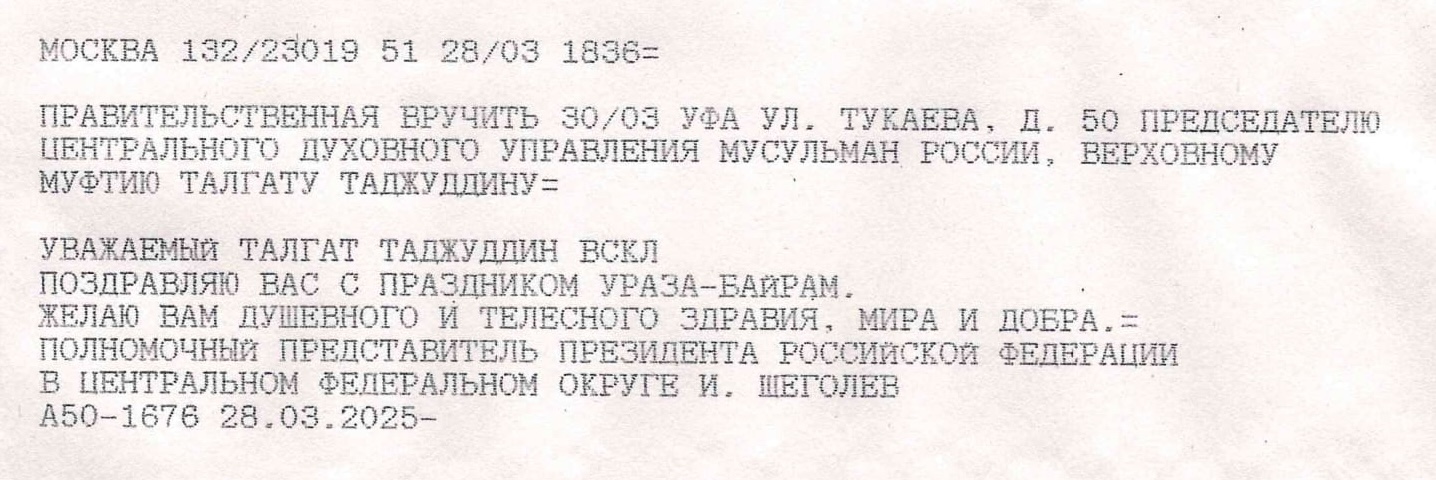 МОСКВА 132/23019 51 28/03 1836=
ПРАВИТЕЛЬСТВЕННАЯ ВРУЧИТЬ 30/03 УФА УЛ. ТУКАЕВА, Д. 50 ПРЕДСЕДАТЕЛЮ
ЦЕНТРАЛЬНОГО ДУХОВНОГО УПРАВЛЕНИЯ МУСУЛЬМАН РОССИИ, ВЕРХОВНОМУ
МУФТИЮ ТАЛГАТУ ТАДЖУДДИНУ=
УВАЖАЕМЫЙ ТАЛГАТ ТАДЖУДДИН ВСКЛ
ПОЗДРАВЛЯЮ ВАС С ПРАЗДНИКОМ УРАЗА-БАЙРАМ.
ЖЕЛАЮ ВАМ ДУШЕВНОГО И ТЕЛЕСНОГО ЗДРАВИЯ, МИРА И ДОБРА.=
ПОЛНОМОЧНЫЙ ПРЕДСТАВИТЕЛЬ ПРЕЗИДЕНТА РОССИЙСКОЙ ФЕДЕРАЦИИ
В ЦЕНТРАЛЬНОМ ФЕДЕРАЛЬНОМ ОКРУГЕ И. ЩЕГОЛЕВ
А50-1676 28.03.2025-